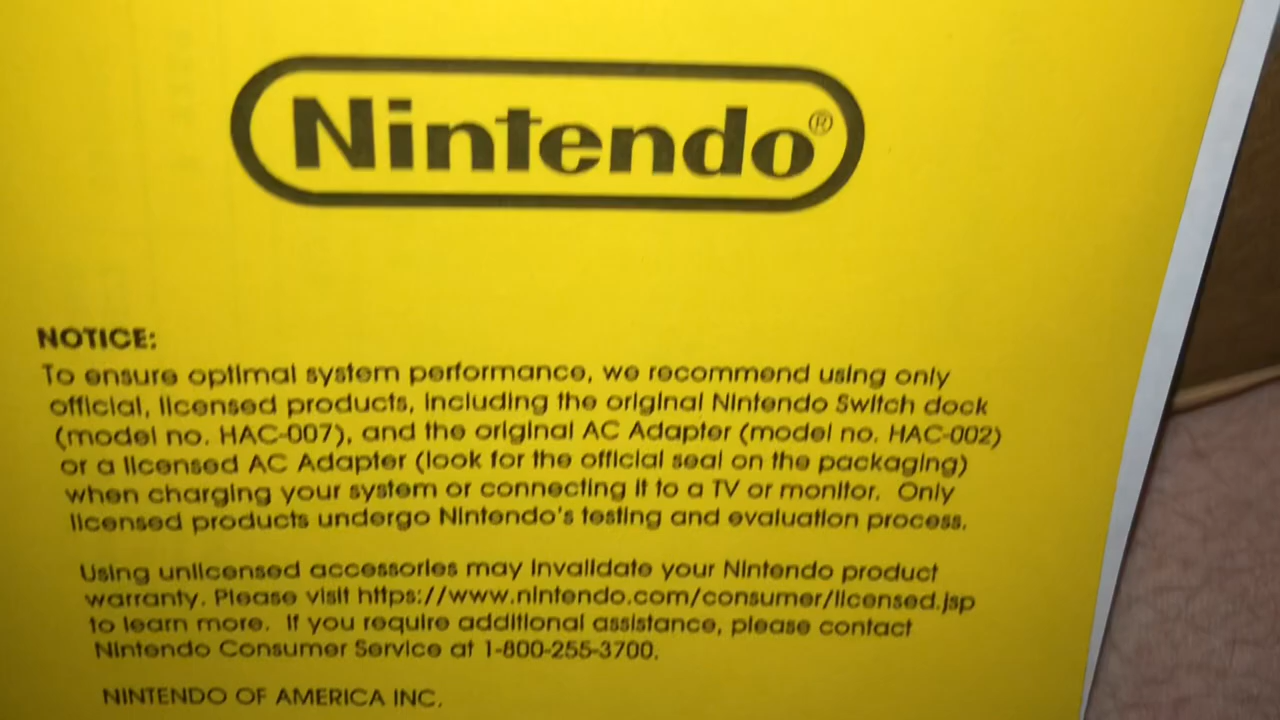 Nintendo®
NOTICE:
To ensure optimal system performance, we recommend using only
official, licensed products, including the original Nintendo Switch dock
(model no. HAC-007), and the original AC Adapter (model no. HAC-002)
or a licensed AC Adapter (look for the official seal on the packaging)
when charging your system or connecting it to a TV or monitor. Only
licensed products undergo Nintendo's testing and evaluation process.
Using unlicensed accessories may invalidate your Nintendo product
warranty. Please visit https://www.nintendo.com/consumer/licensed.jsp
to learn more. If you require additional assistance, please contact
Nintendo Consumer Service at 1-800-255-3700.
NINTENDO OF AMERICA INC.